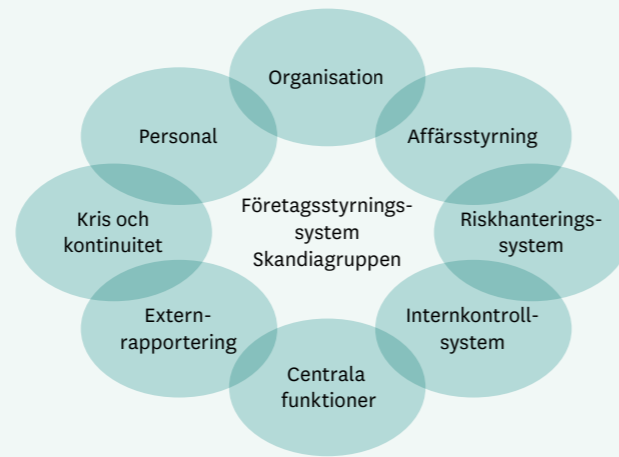 Organisation
Personal
Affärsstyrning
Kris och
kontinuitet
Företagsstyrnings-
system
Skandiagruppen
Riskhanterings-
system
Extern-
rapportering
Internkontroll-
system
Centrala
funktioner